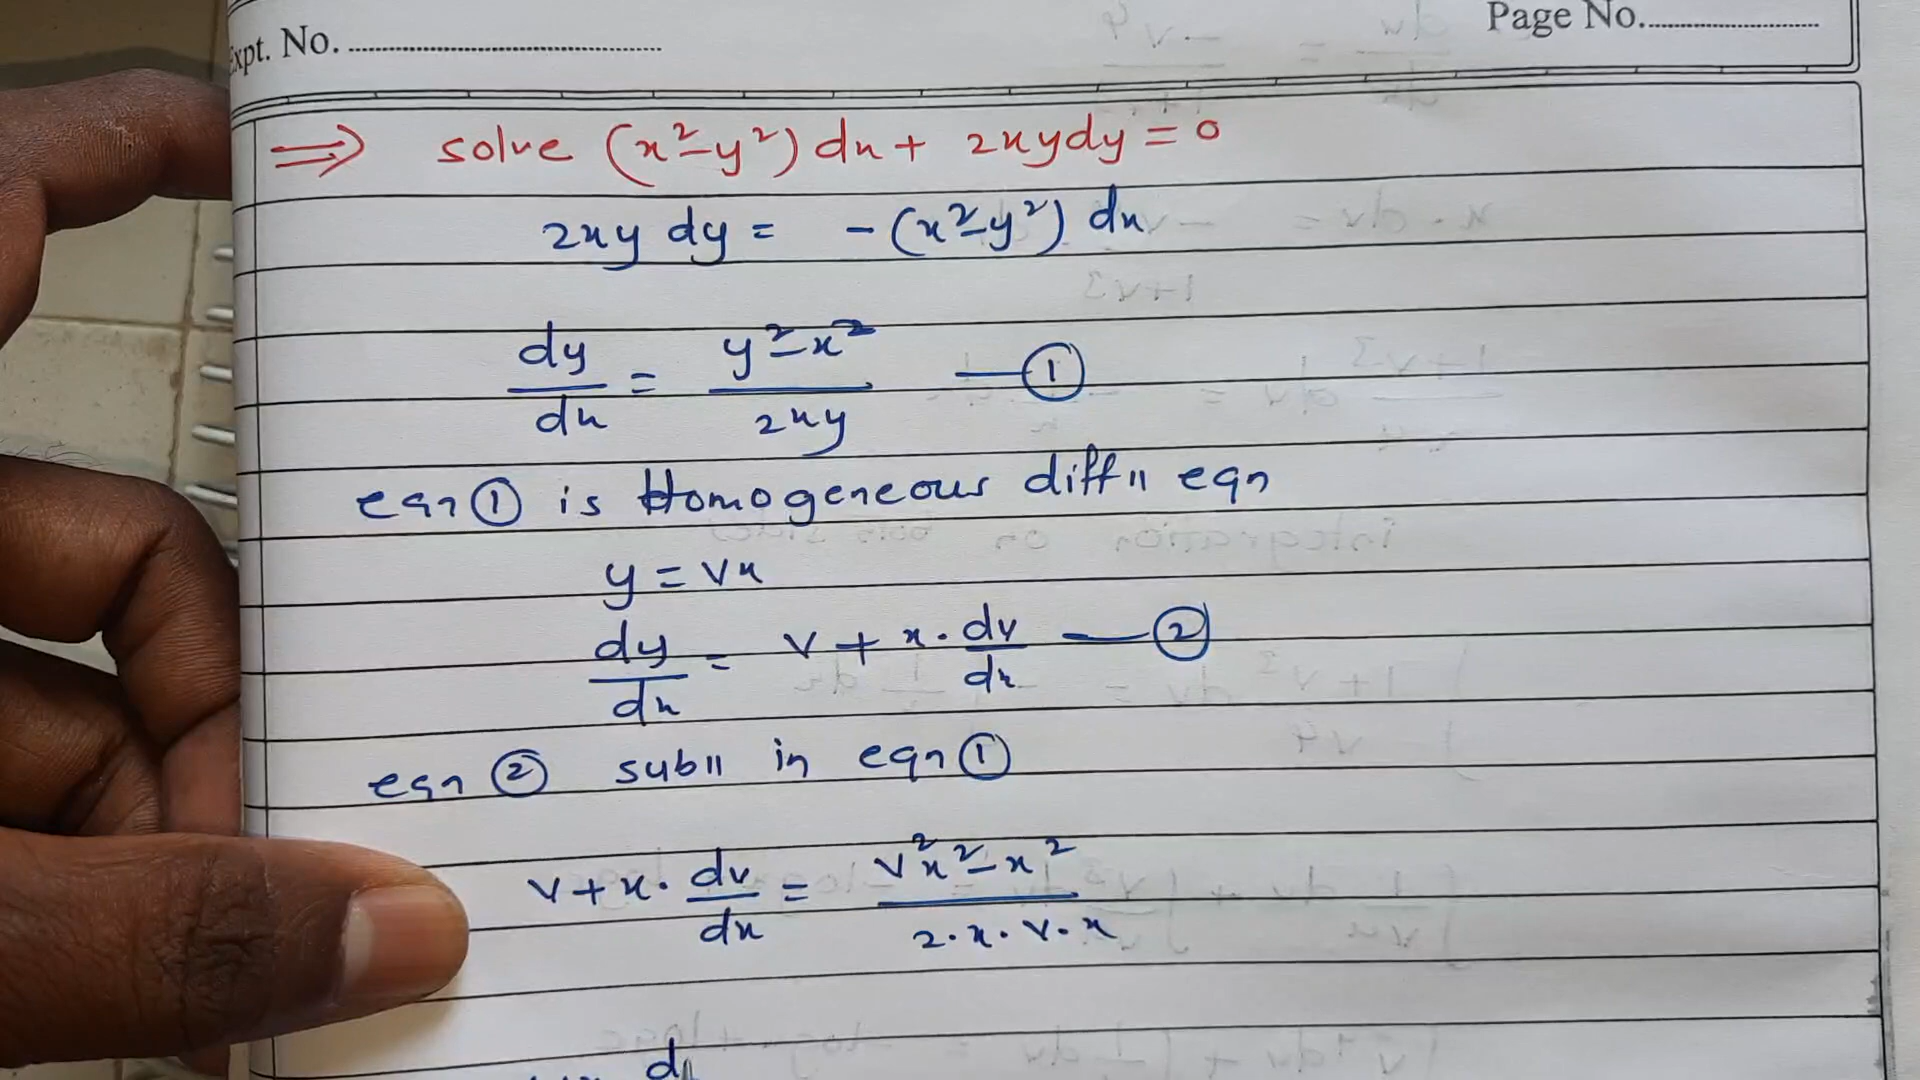 Expt. No.
Page No.
⇒ solve (x²-y²) dx + 2xydy = 0
2xy dy = -(x²-y²) dx
dy/dx = y²-x²/2xy —①
eqn ① is Homogeneous diff11 eqn
y = vx
dy/dx = v + x. dv/dx —②
eqn ② sub11 in eqn ①
v+x. dv/dx = v²x²-x²/2.x.v.x